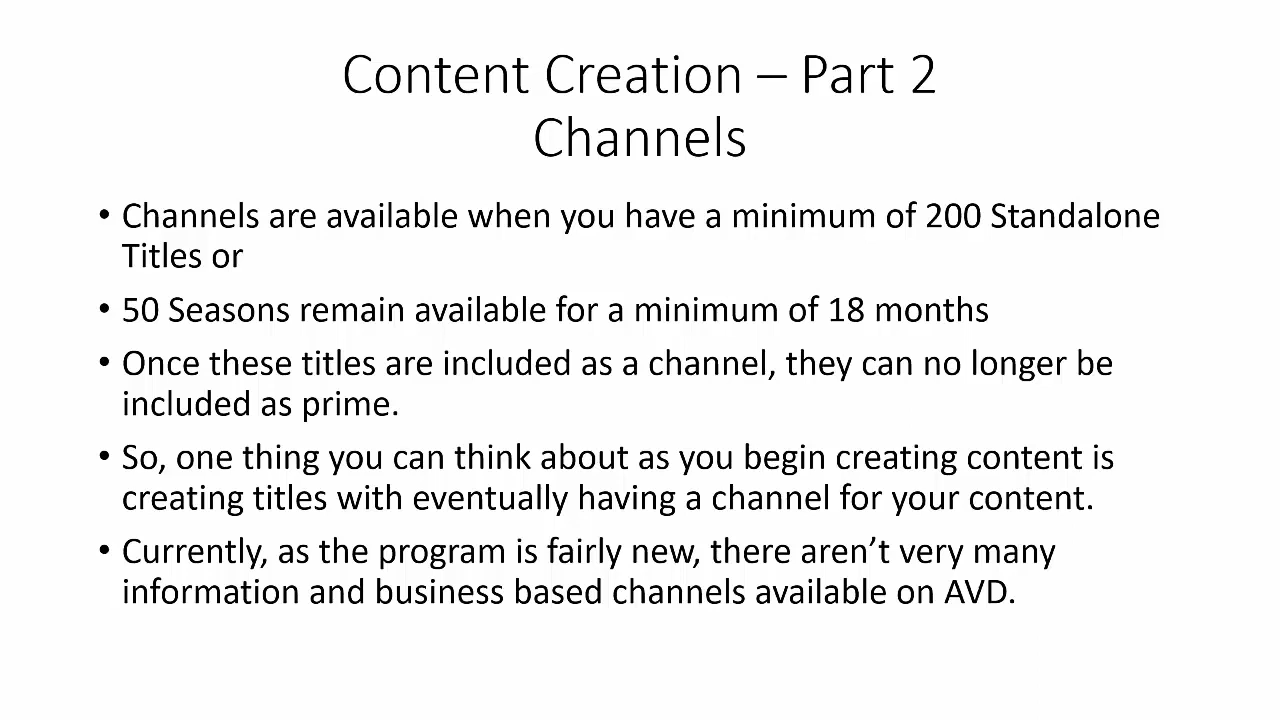 Content Creation – Part 2
Channels
• Channels are available when you have a minimum of 200 Standalone
Titles or
• 50 Seasons remain available for a minimum of 18 months
• Once these titles are included as a channel, they can no longer be
included as prime.
• So, one thing you can think about as you begin creating content is
creating titles with eventually having a channel for your content.
• Currently, as the program is fairly new, there aren’t very many
information and business based channels available on AVD.